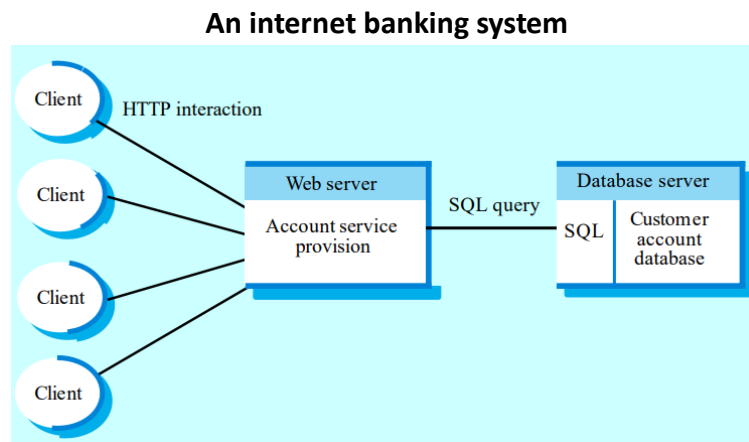 An internet banking system
Client
HTTP interaction
Client
Client
Client
Web server
Account service
provision
SQL query
Database server
SQL
Customer
account
database